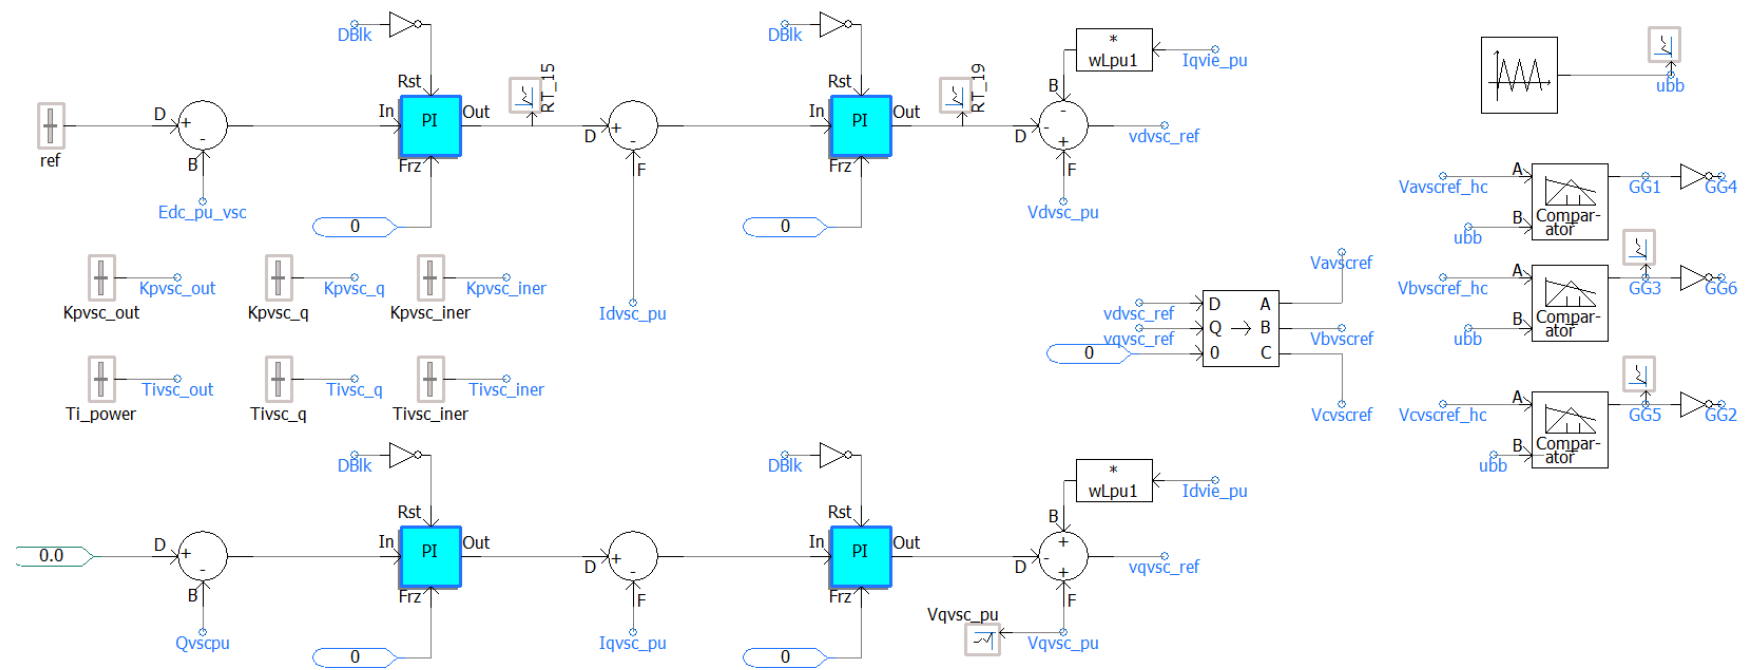 DBlk
DBlk
*
wLpu1
Iqvie_pu
ubb
Rst
RT_15
Rst
RT_19
B
D
+
-
B
ref
In
PI
Out
Frz
D
+
-
F
In
PI
Out
Frz
D
-
-
+
F
vdvsc_ref
Edc_pu_vsc
0
0
Vdvsc_pu
Vavscref_hc
A
B
Compar-
ator
GG1
GG4
ubb
Kpvsc_out
Kpvsc_out
Kpvsc_q
Kpvsc_q
Kpvsc_iner
Kpvsc_iner
Idvsc_pu
Vavscref
vdvsc_ref
D
A
vqvsc_ref
Q
B
Vbvscref
0
0
C
Vcvscref
Vbvscref_hc
A
B
Compar-
ator
GG3
GG6
ubb
Tivsc_out
Ti_power
Tivsc_q
Tivsc_q
Tivsc_iner
Tivsc_iner
Vcvscref_hc
A
B
Compar-
ator
GG5
GG2
ubb
DBlk
DBlk
*
wLpu1
Idvie_pu
Rst
Rst
B
0.0
D
+
-
B
In
PI
Out
Frz
D
+
-
F
In
PI
Out
Frz
D
+
-
+
F
vqvsc_ref
Qvscpu
0
Iqvsc_pu
0
Vqvsc_pu
Vqvsc_pu